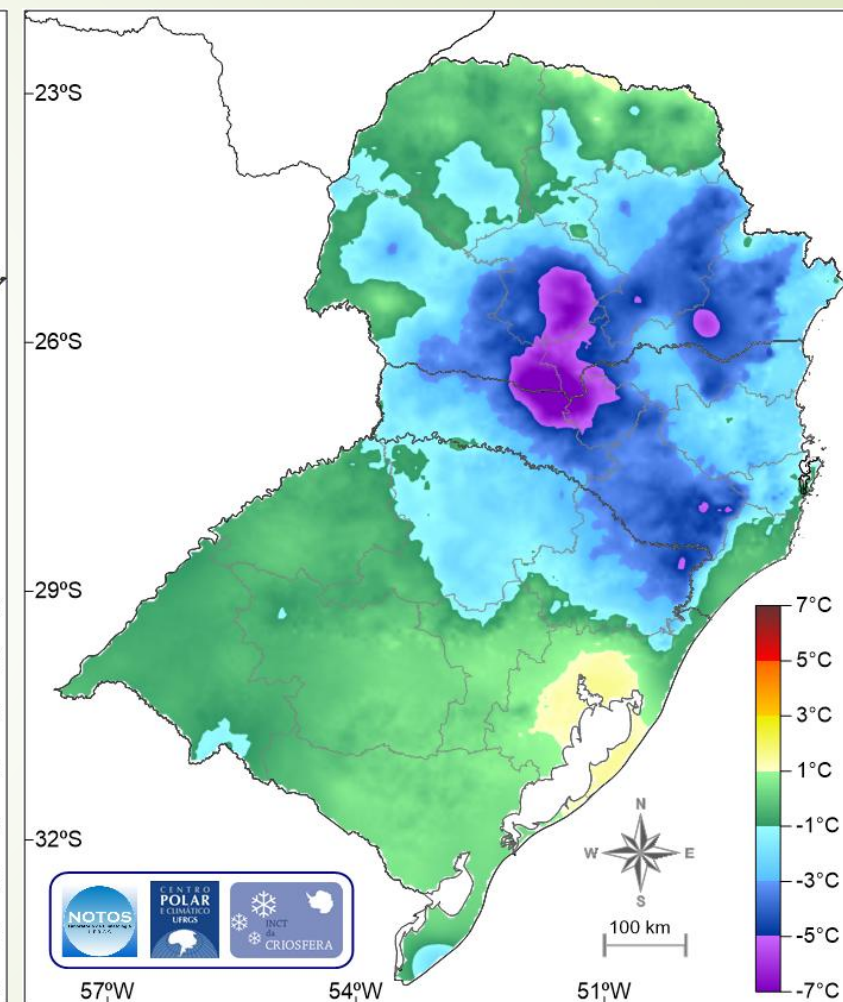 23ºS
26ºS
29ºS
32ºS
57ºW
54ºW
51ºW
7°C
5°C
3°C
1°C
-1°C
-3°C
-5°C
-7°C
N
W
E
S
100 km
NOTOS
CENTRO
POLAR
E CLIMÁTICO
UFRGS
INCT
da
CRIOSFERA